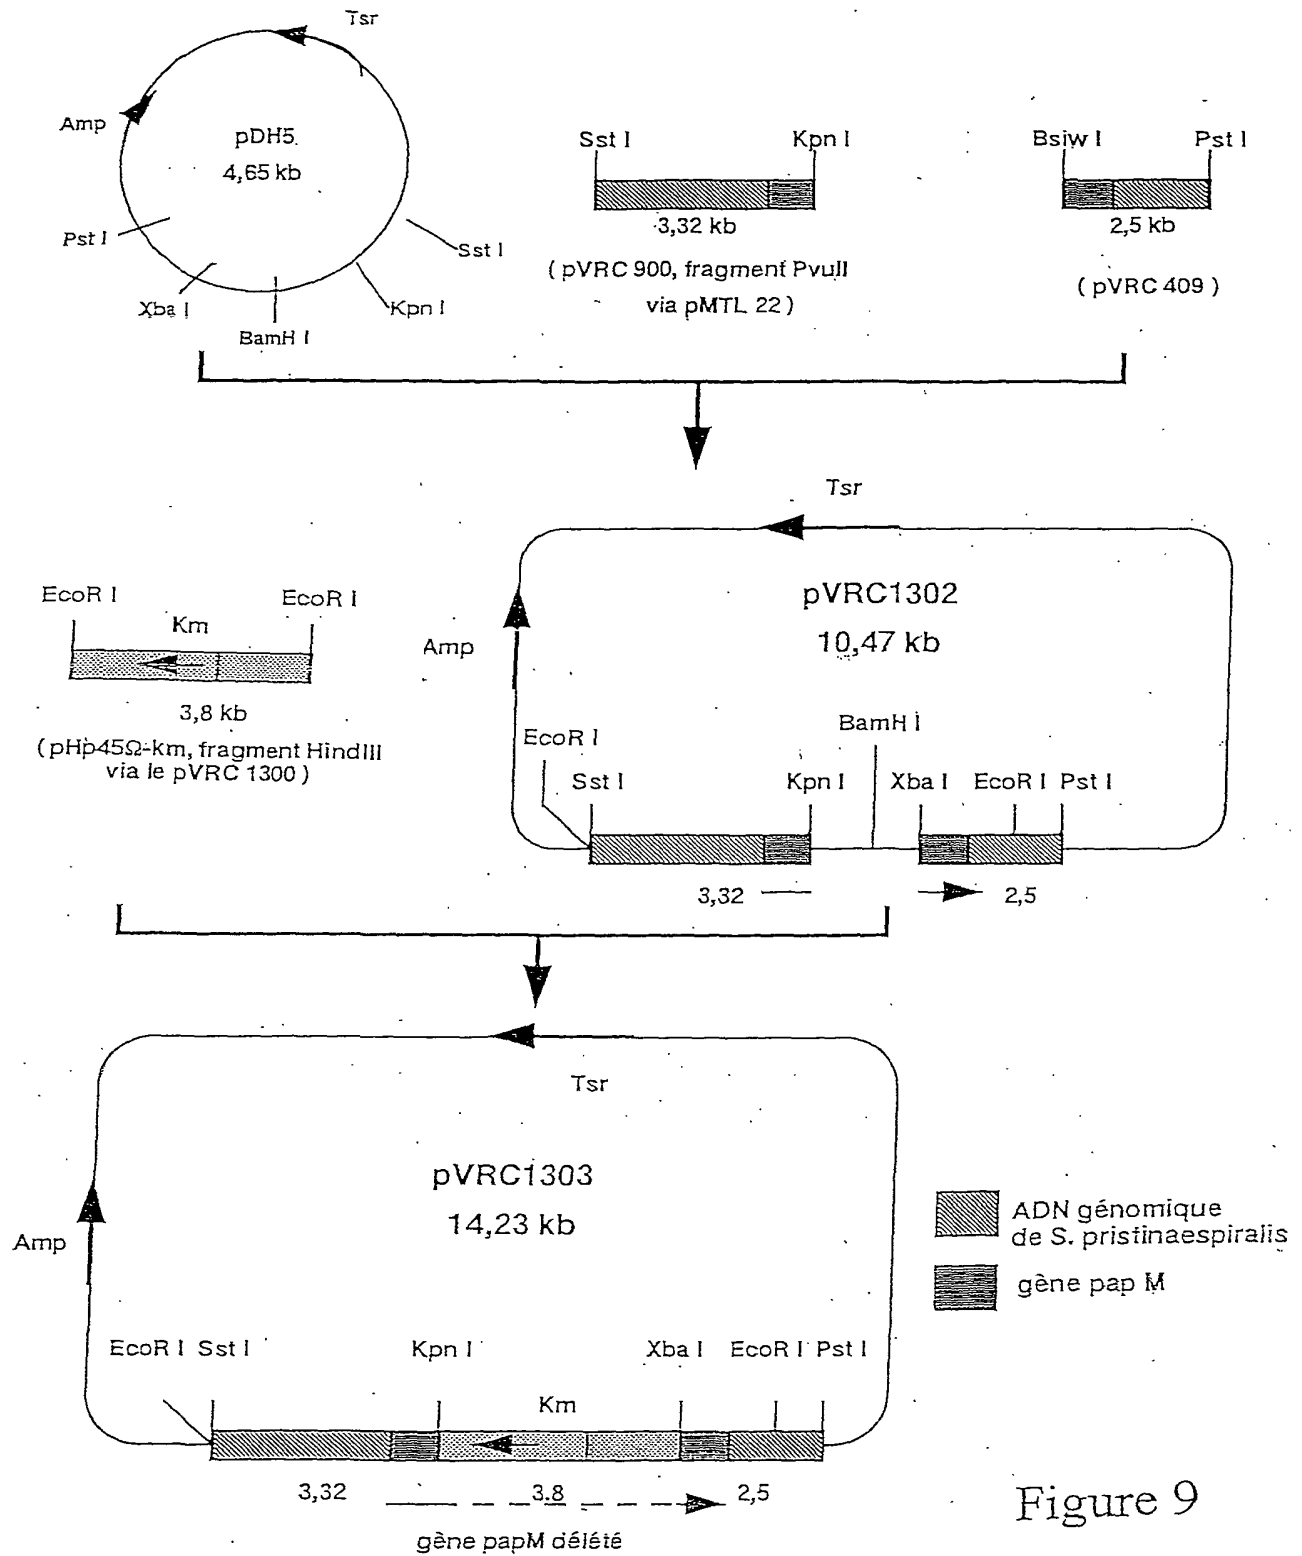 Tsr
Amp
pDH5
4,65 kb
Pst I
Xba I
BamH I
Kpn I
Sst I
Sst I
Kpn I
3,32 kb
( pVRC 900, fragment PvuII
via pMTL 22 )
Bsiw I
Pst I
2,5 kb
( pVRC 409 )
EcoR I
EcoR I
Km
3,8 kb
( pHp45Ω-km, fragment HindIII
via le pVRC 1300 )
Tsr
pVRC1302
10,47 kb
Amp
EcoR I
Sst I
Kpn I
BamH I
Xba I
EcoR I
Pst I
3,32
2,5
Tsr
pVRC1303
14,23 kb
Amp
EcoR I
Sst I
Kpn I
Km
Xba I
EcoR I
Pst I
3,32
3.8
2,5
gène papM délété
ADN génomique
de S. pristinaespiralis
gène pap M
Figure 9